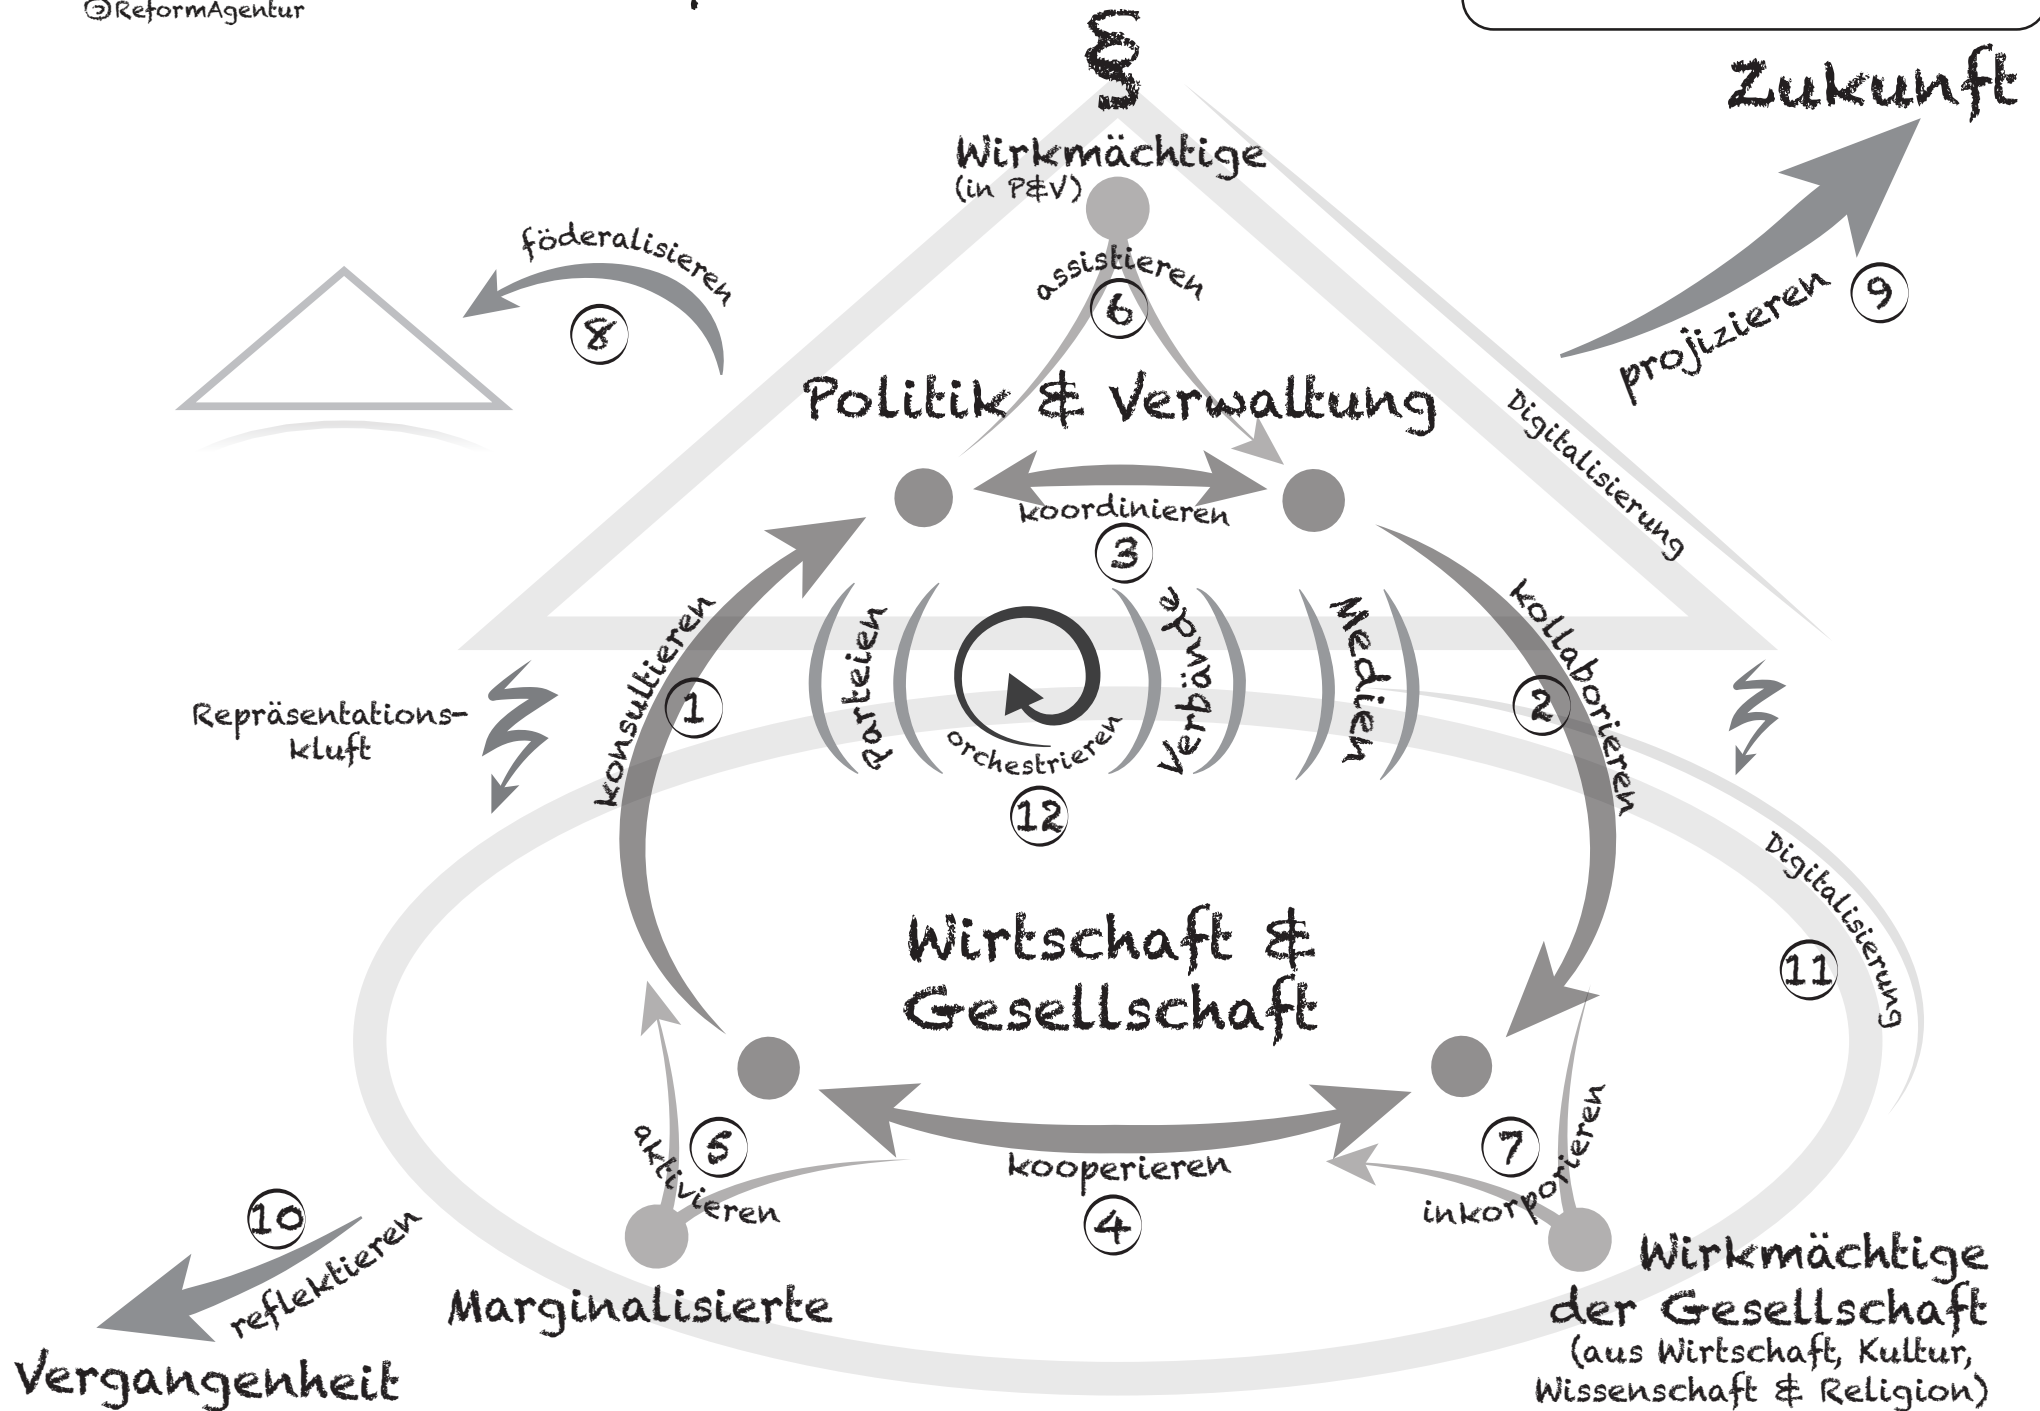 ©ReformAgentur
§
Zukunft
Wirkmächtige
(in P&V)
föderalisieren
8
assistieren
6
9
projizieren
Politik & Verwaltung
Digitalisierung
koordinieren
3
konsultieren
1
Parteien
orchestrieren
12
Verbände
Medien
kollaborieren
2
Repräsentations-
kluft
Digitalisierung
11
Wirtschaft &
Gesellschaft
aktivieren
5
kooperieren
4
inkorporieren
7
10
reflektieren
Marginalisierte
Vergangenheit
Wirkmächtige
der Gesellschaft
(aus Wirtschaft, Kultur,
Wissenschaft & Religion)